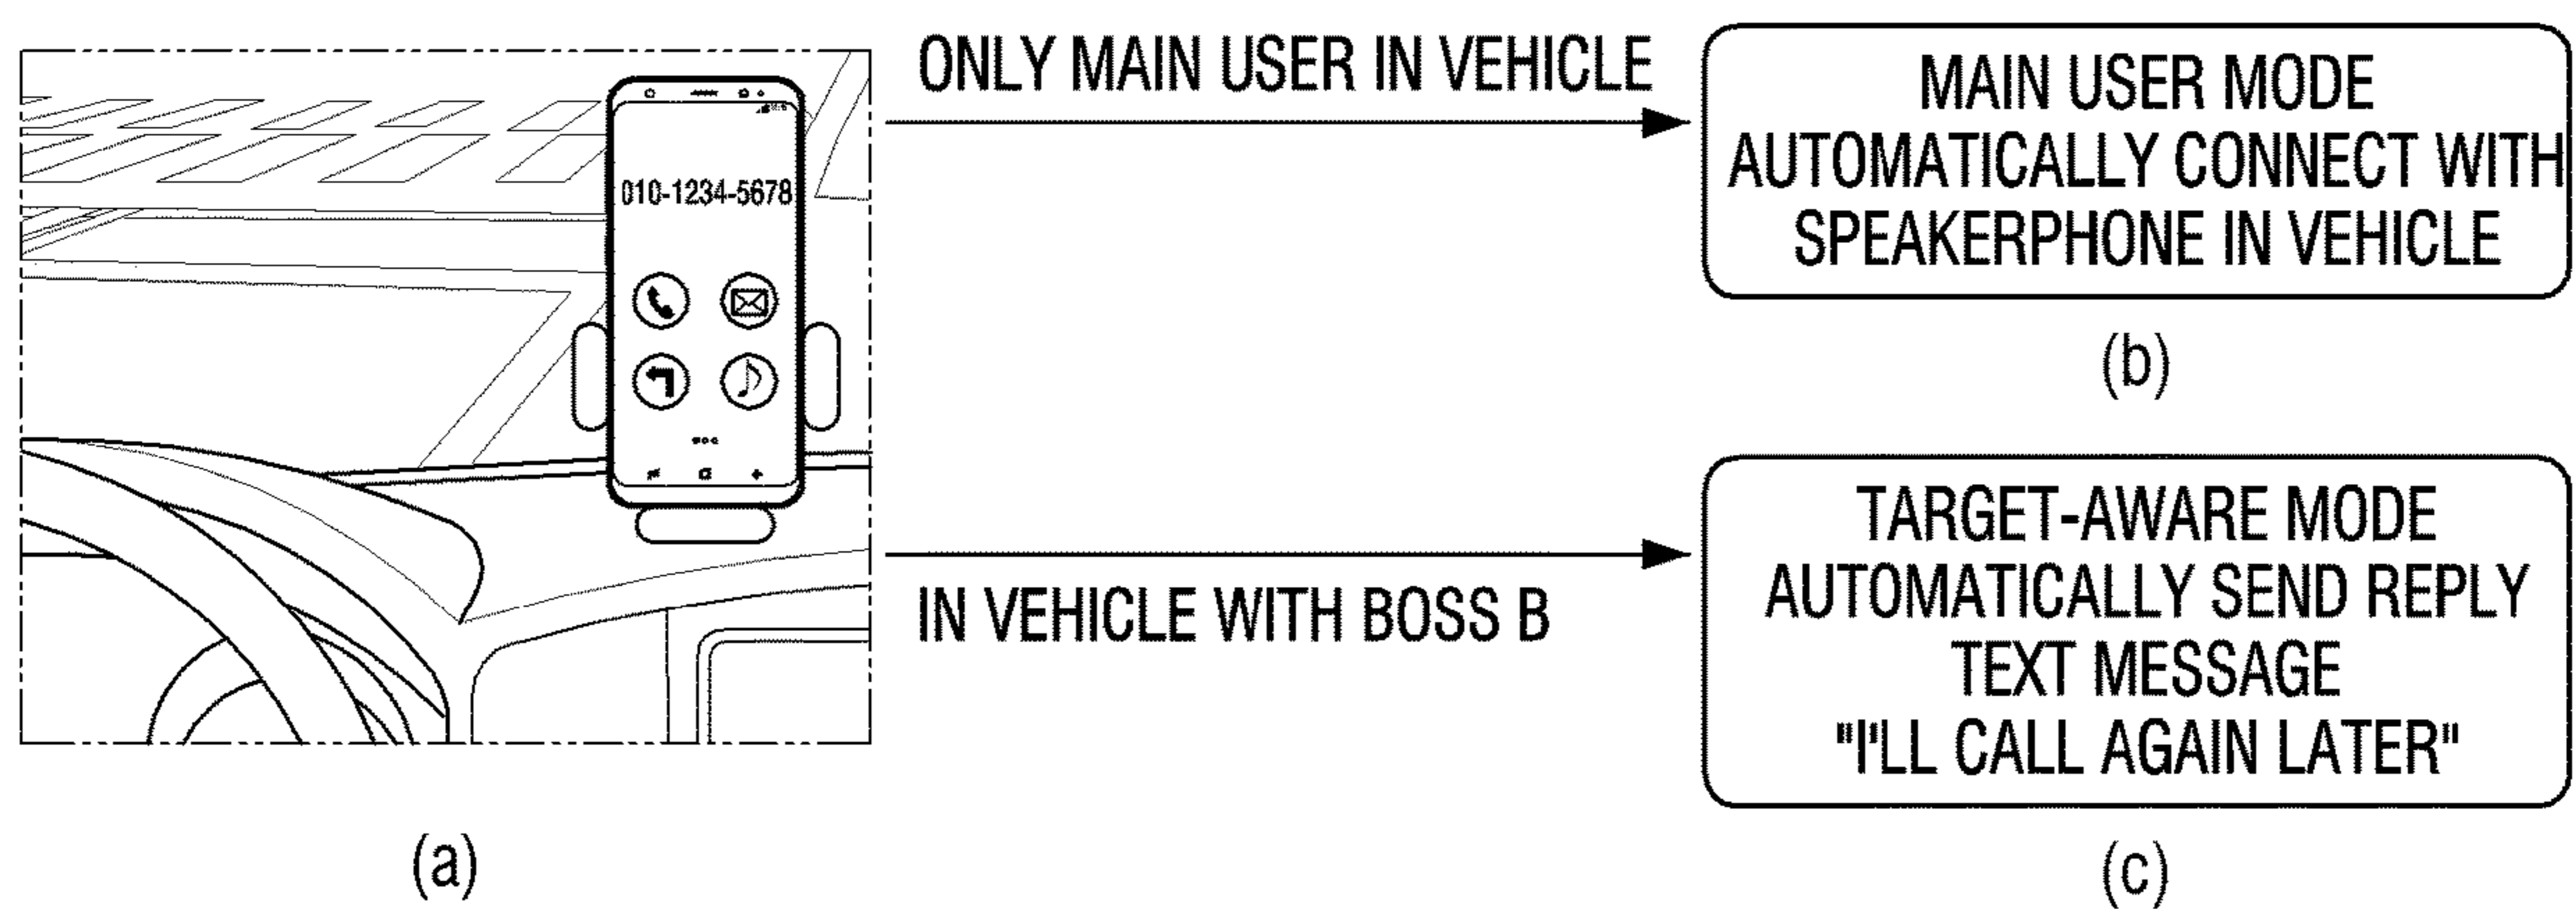 ONLY MAIN USER IN VEHICLE
MAIN USER MODE
AUTOMATICALLY CONNECT WITH
SPEAKERPHONE IN VEHICLE
(b)
010-1234-5678
IN VEHICLE WITH BOSS B
TARGET-AWARE MODE
AUTOMATICALLY SEND REPLY
TEXT MESSAGE
"I'LL CALL AGAIN LATER"
(a)
(c)